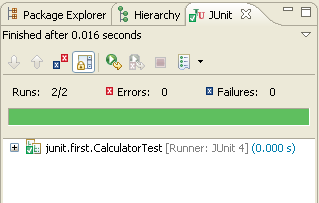 Package Explorer Hierarchy JUnit
Finished after 0.016 seconds
Runs: 2/2 Errors: 0 Failures: 0
junit.first.CalculatorTest [Runner: JUnit 4] (0.000 s)